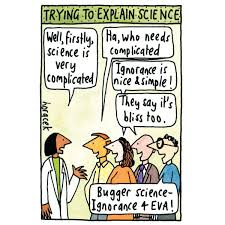 TRYING TO EXPLAIN SCIENCE
Well, firstly,
science is
very
complicated
Ha, who needs
complicated
Ignorance is
nice & simple!
They say it's
bliss too.
Bugger science-
Ignorance 4 EVA!
horacek